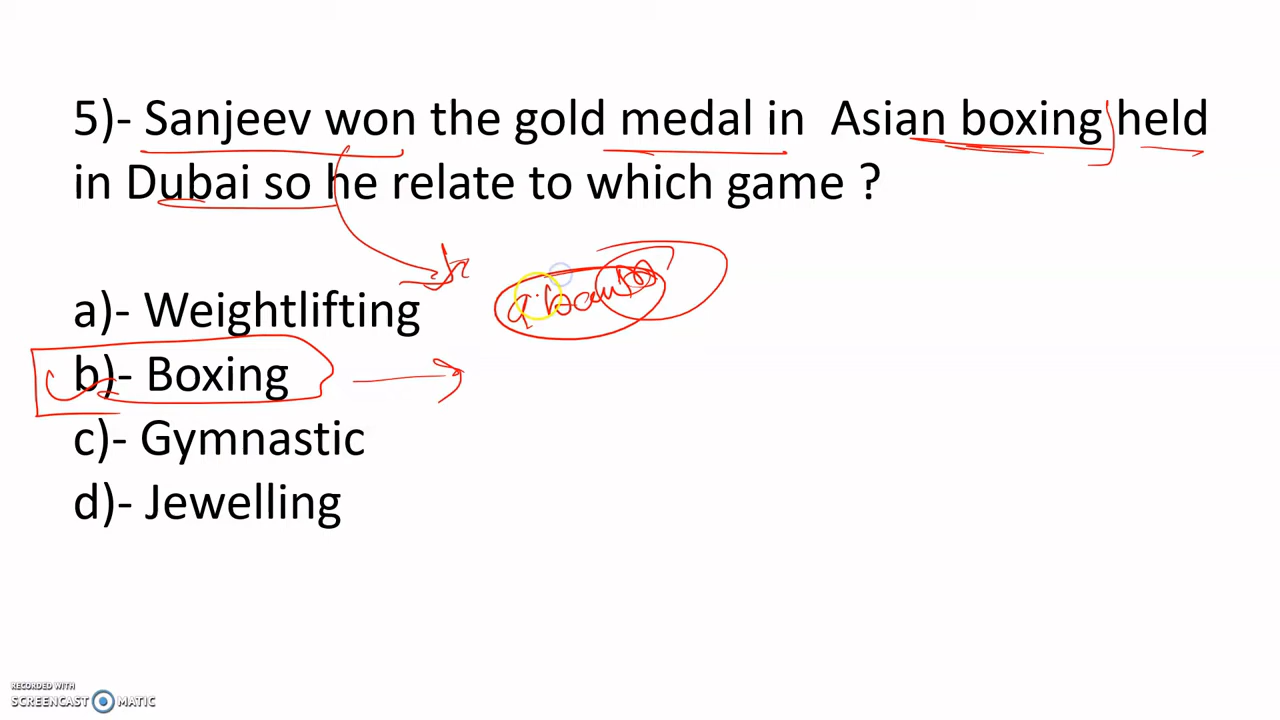 5)- Sanjeev won the gold medal in Asian boxing held
in Dubai so he relate to which game ?
a)- Weightlifting
b)- Boxing
c)- Gymnastic
d)- Jewelling
RECORDED WITH
SCREENCAST MATIC